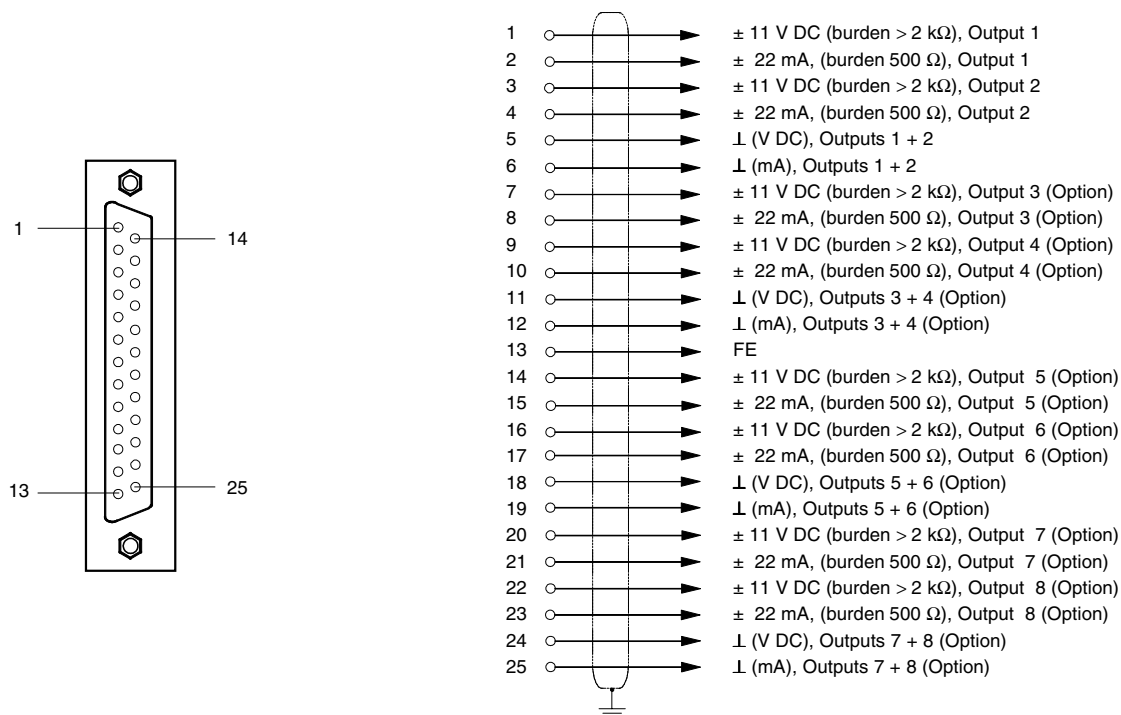 1
14
13
25
1 ± 11 V DC (burden > 2 kΩ), Output 1
2 ± 22 mA, (burden 500 Ω), Output 1
3 ± 11 V DC (burden > 2 kΩ), Output 2
4 ± 22 mA, (burden 500 Ω), Output 2
5 ⊥ (V DC), Outputs 1 + 2
6 ⊥ (mA), Outputs 1 + 2
7 ± 11 V DC (burden > 2 kΩ), Output 3 (Option)
8 ± 22 mA, (burden 500 Ω), Output 3 (Option)
9 ± 11 V DC (burden > 2 kΩ), Output 4 (Option)
10 ± 22 mA, (burden 500 Ω), Output 4 (Option)
11 ⊥ (V DC), Outputs 3 + 4 (Option)
12 ⊥ (mA), Outputs 3 + 4 (Option)
13 FE
14 ± 11 V DC (burden > 2 kΩ), Output 5 (Option)
15 ± 22 mA, (burden 500 Ω), Output 5 (Option)
16 ± 11 V DC (burden > 2 kΩ), Output 6 (Option)
17 ± 22 mA, (burden 500 Ω), Output 6 (Option)
18 ⊥ (V DC), Outputs 5 + 6 (Option)
19 ⊥ (mA), Outputs 5 + 6 (Option)
20 ± 11 V DC (burden > 2 kΩ), Output 7 (Option)
21 ± 22 mA, (burden 500 Ω), Output 7 (Option)
22 ± 11 V DC (burden > 2 kΩ), Output 8 (Option)
23 ± 22 mA, (burden 500 Ω), Output 8 (Option)
24 ⊥ (V DC), Outputs 7 + 8 (Option)
25 ⊥ (mA), Outputs 7 + 8 (Option)